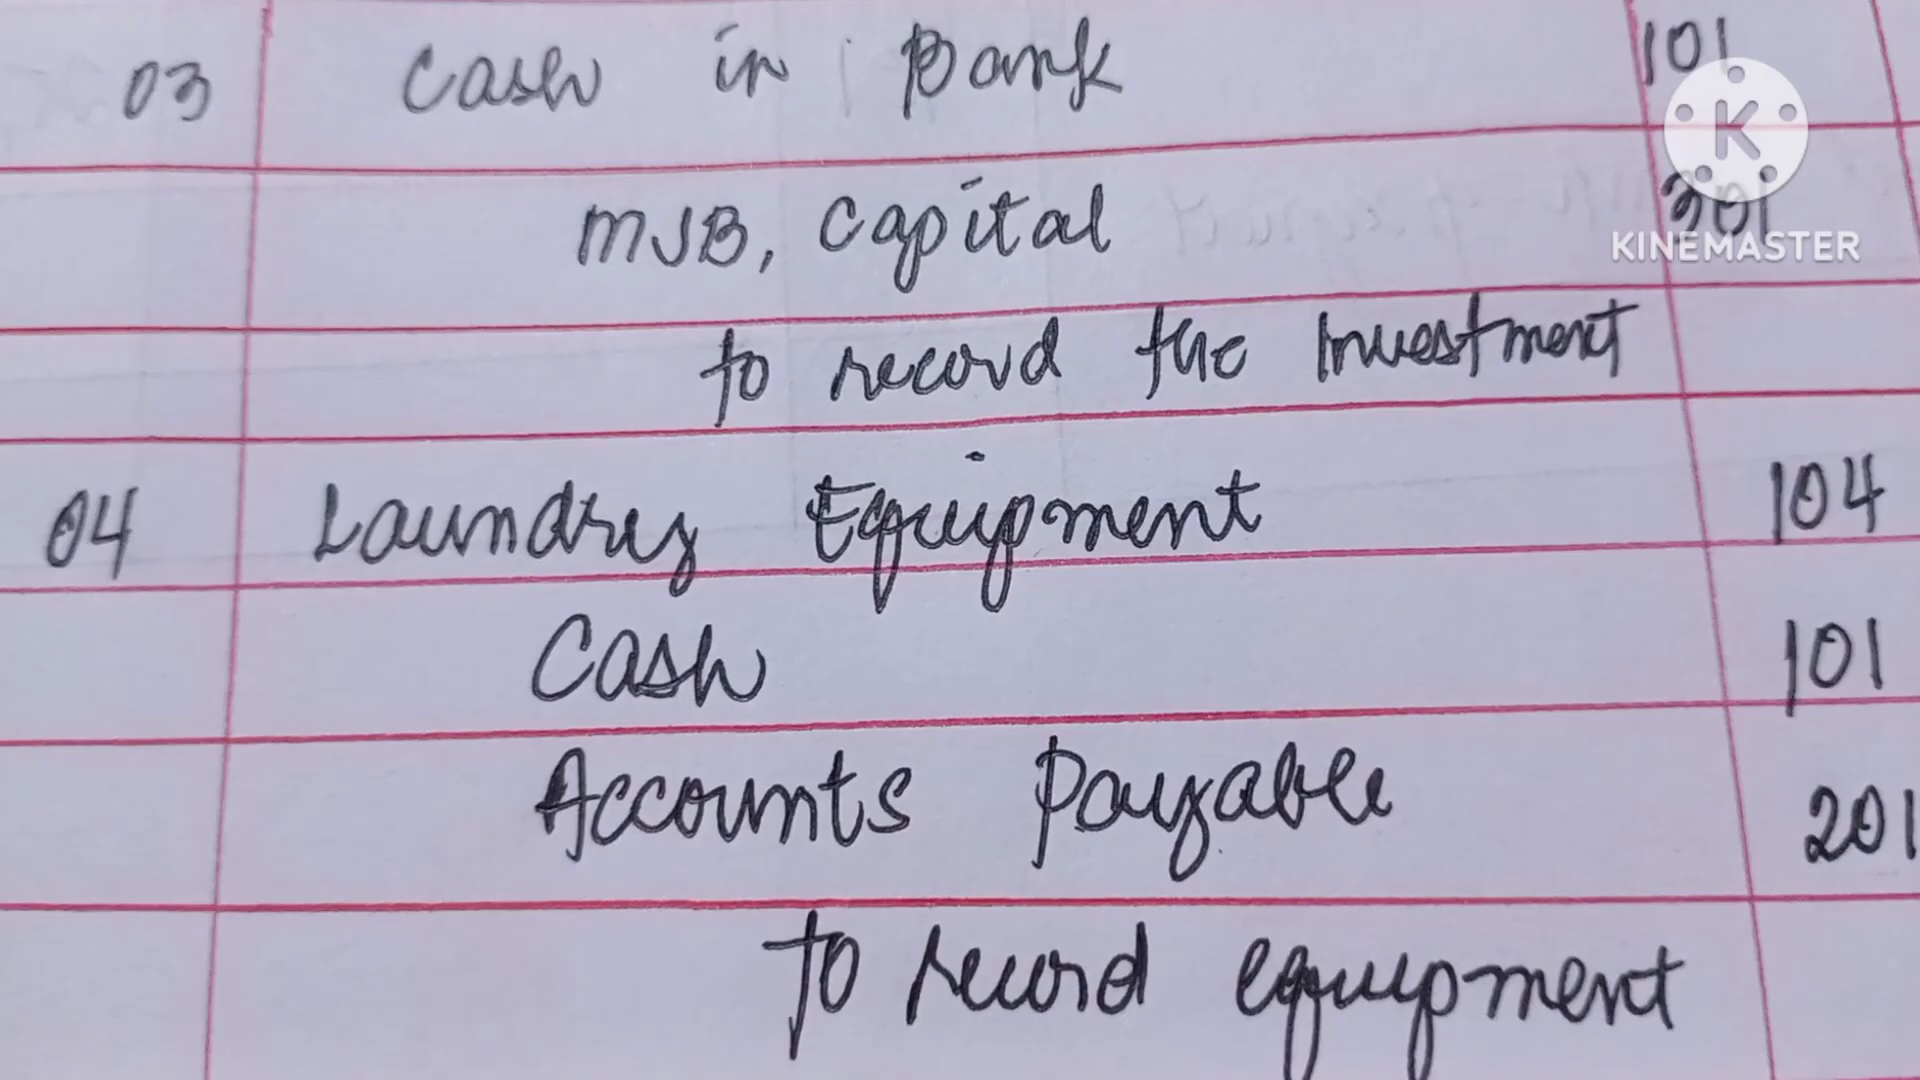 03 Cash in Bank 101
MJB, Capital 301
to record the Investment
04 Laundry Equipment 104
Cash 101
Accounts Payable 201
To record equipment
K
KINEMASTER